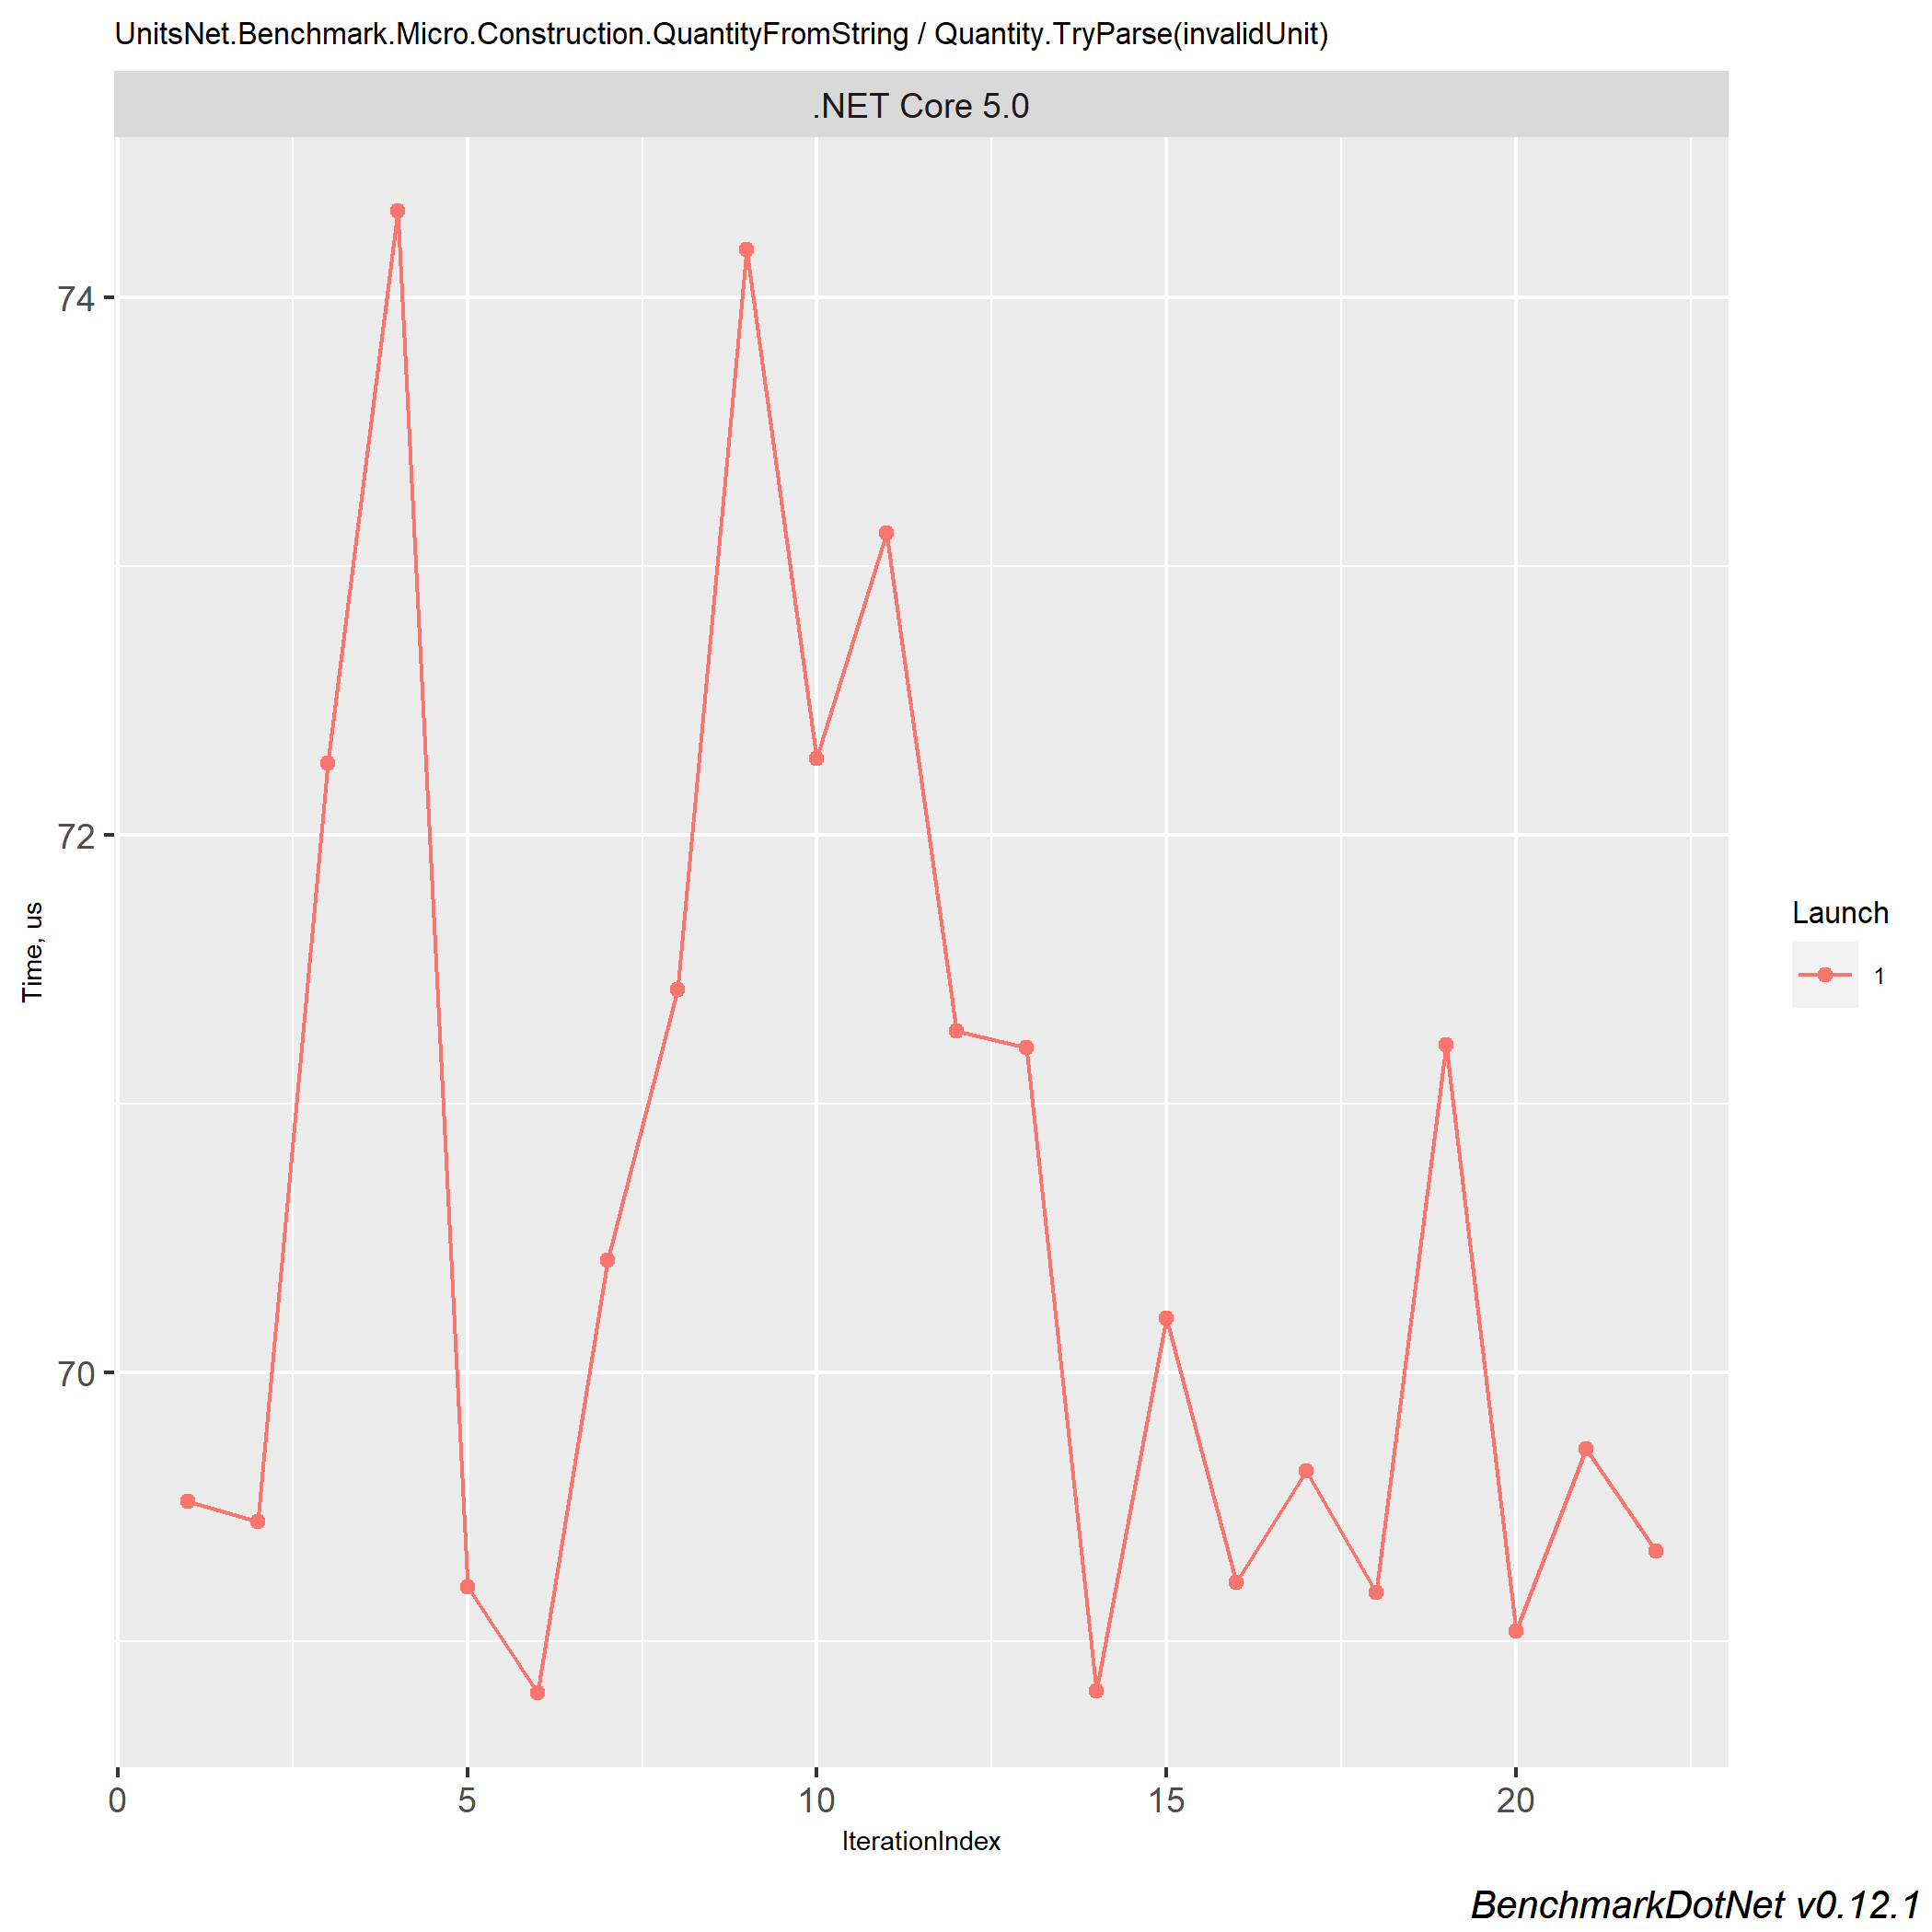 UnitsNet.Benchmark.Micro.Construction.QuantityFromString / Quantity.TryParse(invalidUnit)
.NET Core 5.0
74
72
70
Time, us
Launch
1
0 5 10 15 20
IterationIndex
BenchmarkDotNet v0.12.1